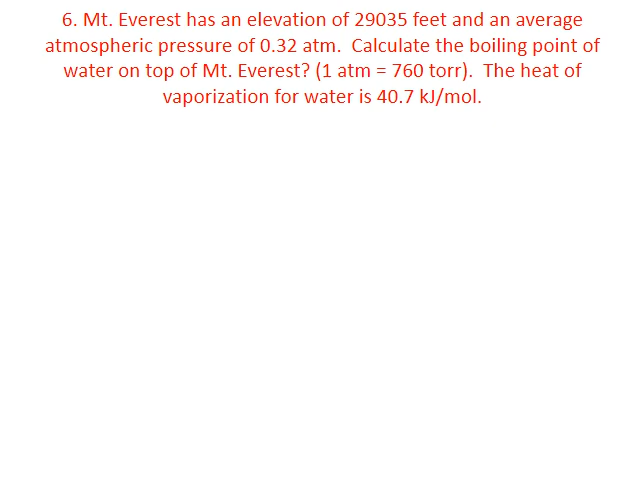 6. Mt. Everest has an elevation of 29035 feet and an average
atmospheric pressure of 0.32 atm.  Calculate the boiling point of
water on top of Mt. Everest? (1 atm = 760 torr).  The heat of
vaporization for water is 40.7 kJ/mol.